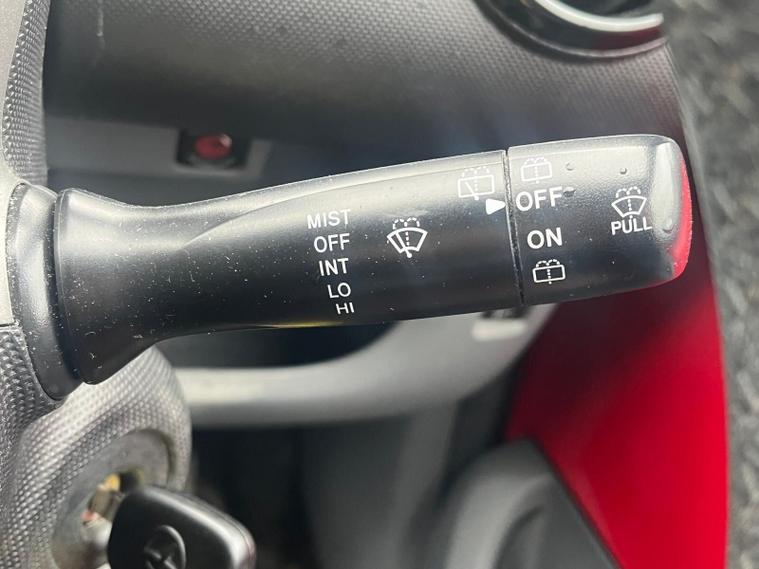 MIST
OFF
INT
LO
HI
OFF
ON
PULL